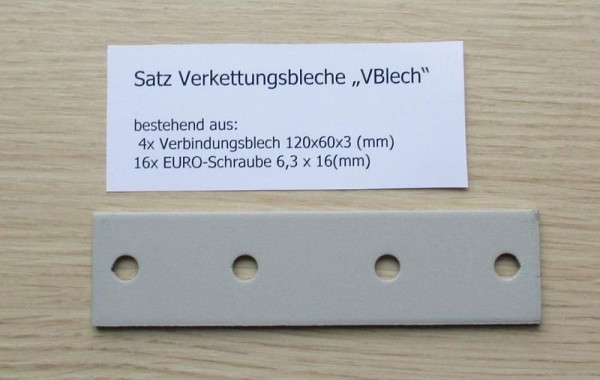 Satz Verkettungsbleche „VBlech“
bestehend aus:
4x Verbindungsblech 120x60x3 (mm)
16x EURO-Schraube 6,3 x 16(mm)